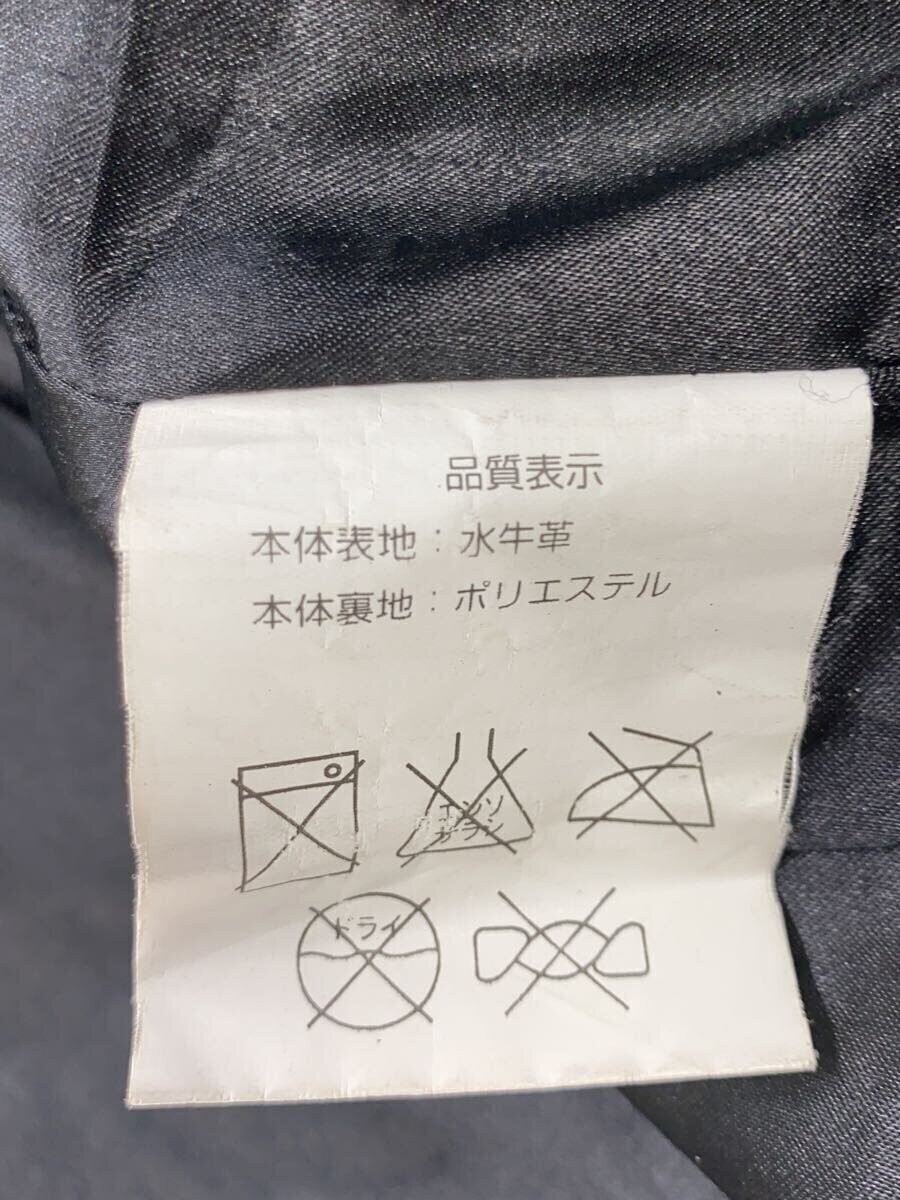 品質表示
本体表地：水牛革
本体裏地：ポリエステル
エンソ
サラシ
ドライ